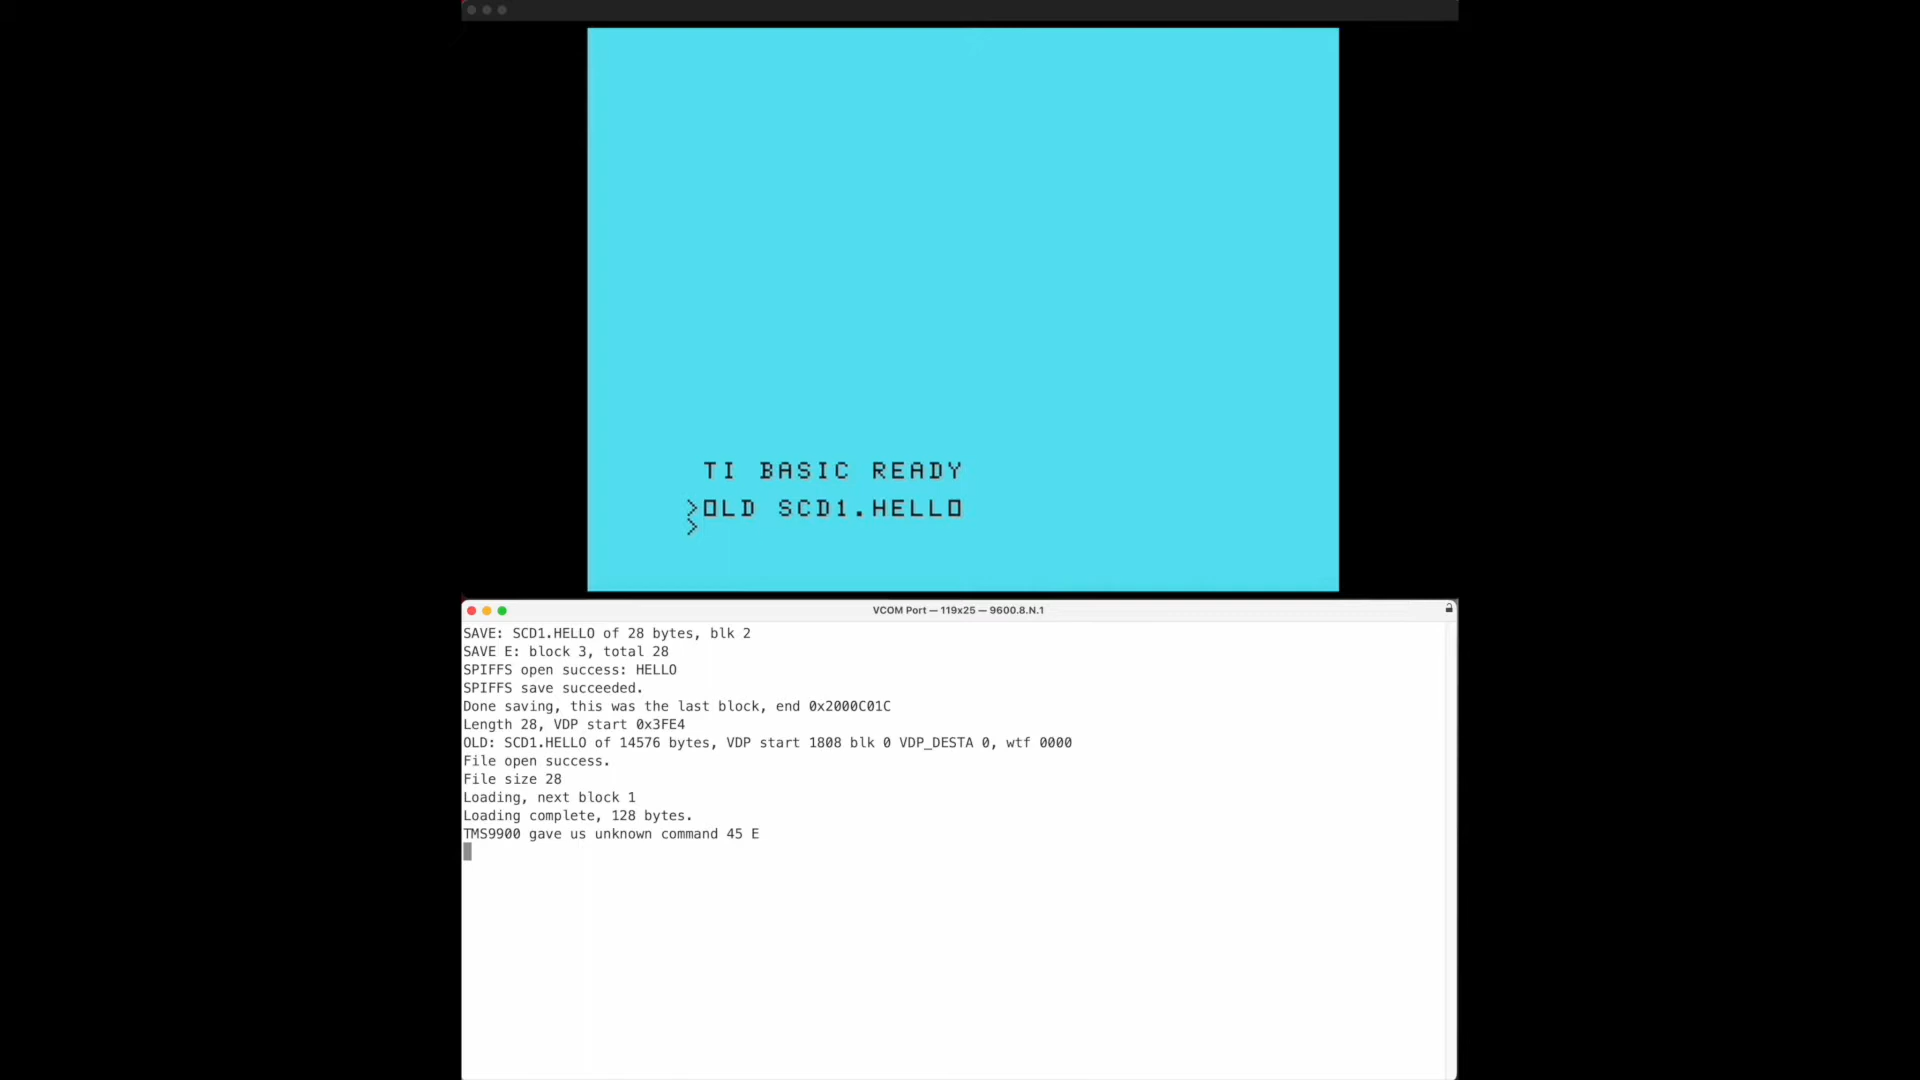 TI BASIC READY
>OLD SCD1.HELLO
>
VCOM Port — 119x25 — 9600.8.N.1
SAVE: SCD1.HELLO of 28 bytes, blk 2
SAVE E: block 3, total 28
SPIFFS open success: HELLO
SPIFFS save succeeded.
Done saving, this was the last block, end 0x2000C01C
Length 28, VDP start 0x3FE4
OLD: SCD1.HELLO of 14576 bytes, VDP start 1808 blk 0 VDP_DESTA 0, wtf 0000
File open success.
File size 28
Loading, next block 1
Loading complete, 128 bytes.
TMS9900 gave us unknown command 45 E